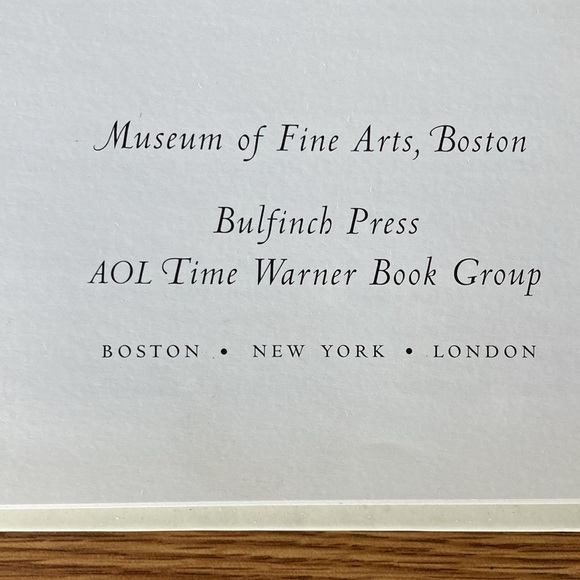 Museum of Fine Arts, Boston
Bulfinch Press
AOL Time Warner Book Group
BOSTON • NEW YORK • LONDON